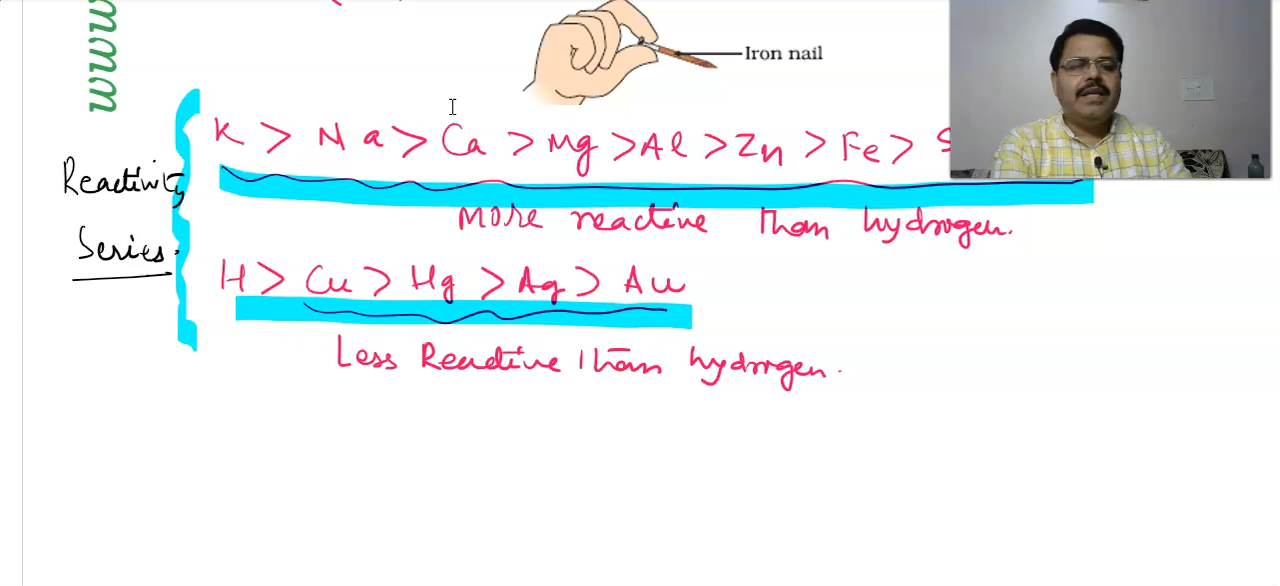 www
Iron nail
K > Na > Ca > Mg > Al > Zn > Fe > S
Reactivity
More reactive Than hydrogen.
Series.
H > Cu > Hg > Ag > Au
Less Reactive Than hydrogen.